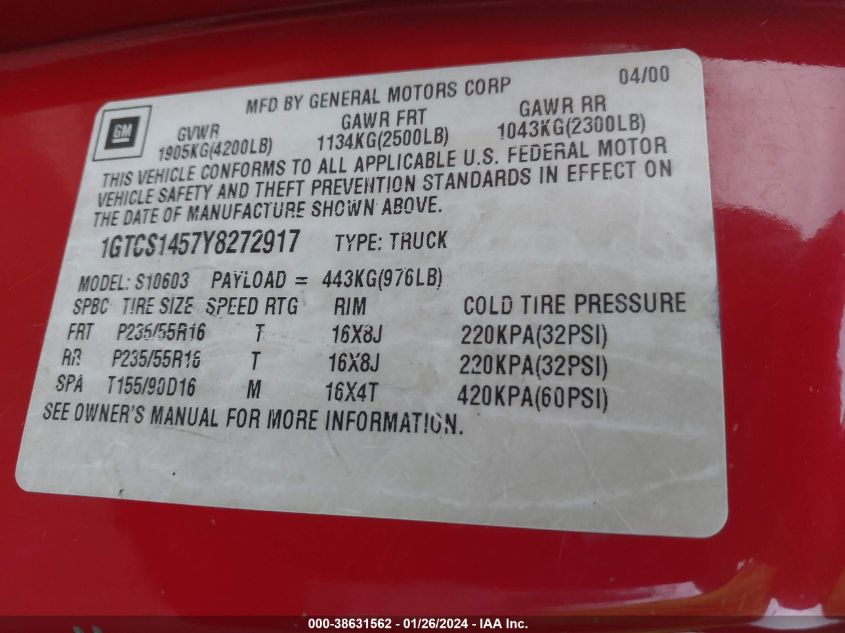 04/00
MFD BY GENERAL MOTORS CORP
GM
GVWR GAWR FRT GAWR RR
1905KG(4200LB) 1134KG(2500LB) 1043KG(2300LB)
THIS VEHICLE CONFORMS TO ALL APPLICABLE U.S. FEDERAL MOTOR
VEHICLE SAFETY AND THEFT PREVENTION STANDARDS IN EFFECT ON
THE DATE OF MANUFACTURE SHOWN ABOVE.
1GTCS1457Y8272917 TYPE: TRUCK
MODEL: S10603 PAYLOAD = 443KG(976LB)
SPBC TIRE SIZE SPEED RTG RIM COLD TIRE PRESSURE
FRT P235/55R16 T 16X8J 220KPA(32PSI)
RR P235/55R16 T 16X8J 220KPA(32PSI)
SPA T155/90D16 M 16X4T 420KPA(60PSI)
SEE OWNER'S MANUAL FOR MORE INFORMATION.
000-38631562 - 01/26/2024 - IAA Inc.